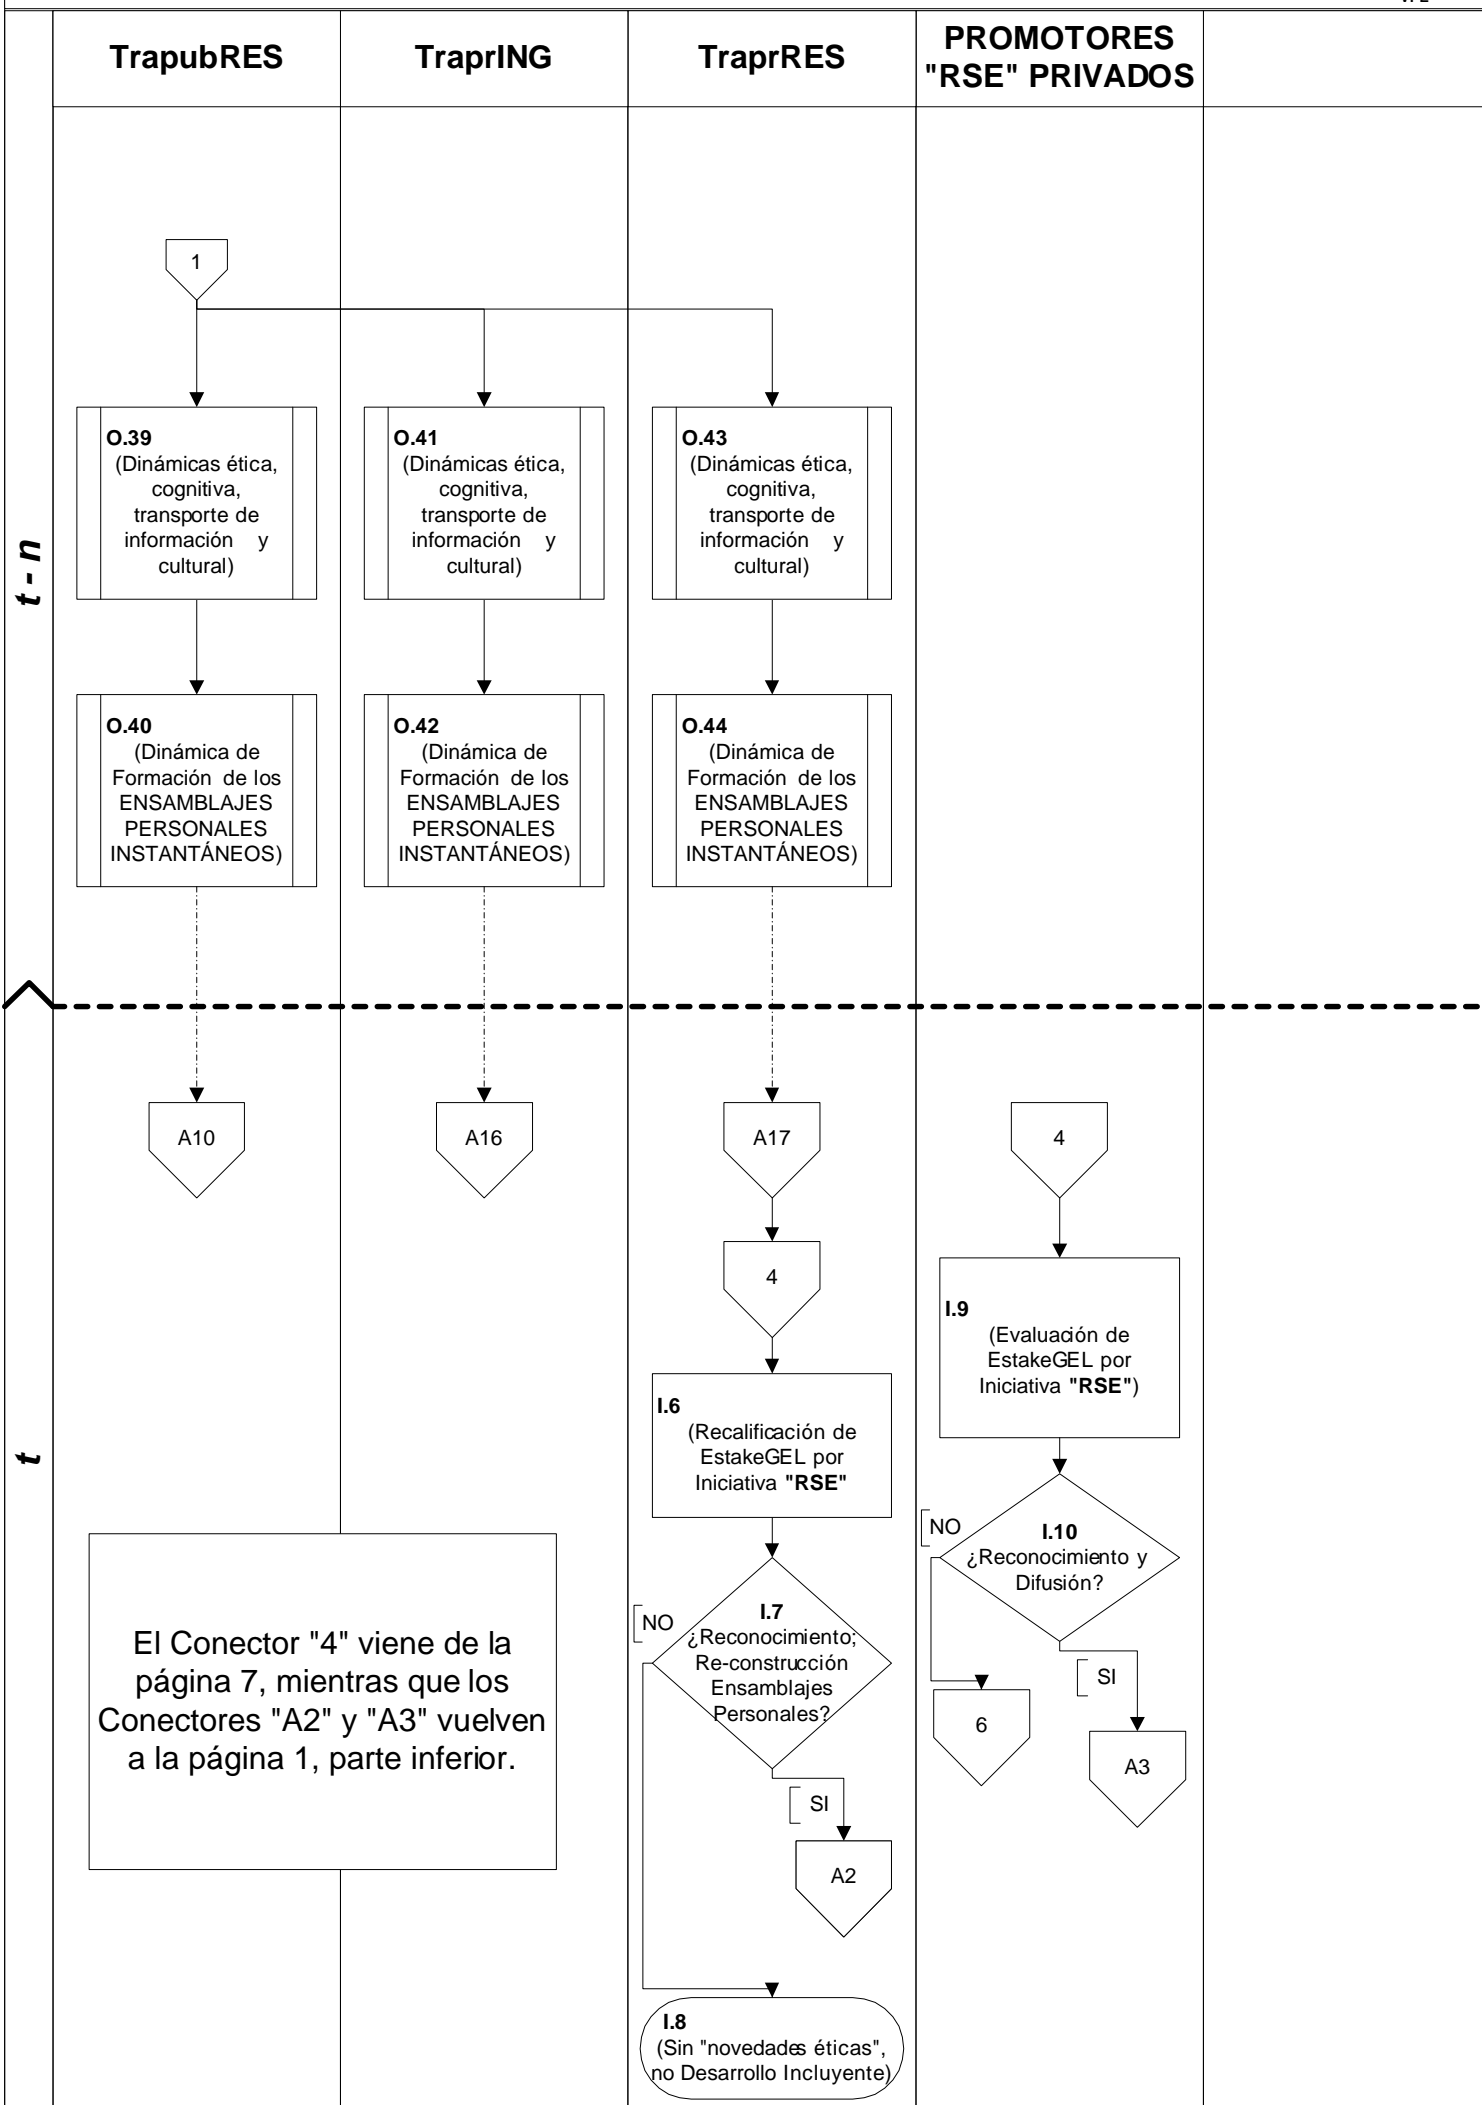 TrapubRES
TraprING
TraprRES
PROMOTORES
"RSE" PRIVADOS
t - n
1
O.39
(Dinámicas ética,
cognitiva,
transporte de
información y
cultural)
O.41
(Dinámicas ética,
cognitiva,
transporte de
información y
cultural)
O.43
(Dinámicas ética,
cognitiva,
transporte de
información y
cultural)
O.40
(Dinámica de
Formación de los
ENSAMBLAJES
PERSONALES
INSTANTÁNEOS)
O.42
(Dinámica de
Formación de los
ENSAMBLAJES
PERSONALES
INSTANTÁNEOS)
O.44
(Dinámica de
Formación de los
ENSAMBLAJES
PERSONALES
INSTANTÁNEOS)
t
A10
A16
A17
4
4
I.9
(Evaluación de
EstakeGEL por
Iniciativa "RSE")
I.6
(Recalificación de
EstakeGEL por
Iniciativa "RSE"
NO
I.10
¿Reconocimiento y
Difusión?
SI
6
A3
El Conector "4" viene de la
página 7, mientras que los
Conectores "A2" y "A3" vuelven
a la página 1, parte inferior.
NO
I.7
¿Reconocimiento;
Re-construcción
Ensamblajes
Personales?
SI
A2
I.8
(Sin "novedades éticas",
no Desarrollo Incluyente)